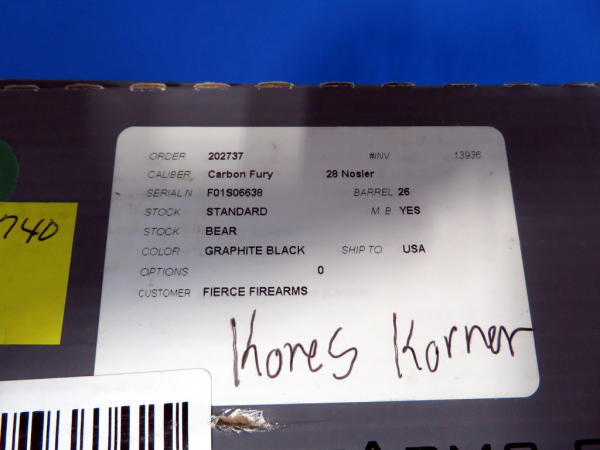 ORDER 202737 #INV 13936
CALIBER Carbon Fury 28 Nosler
SERIAL N F01S06638 BARREL 26
STOCK STANDARD M.B. YES
STOCK BEAR
COLOR GRAPHITE BLACK SHIP TO: USA
OPTIONS 0
CUSTOMER FIERCE FIREARMS
Kores Korner
740